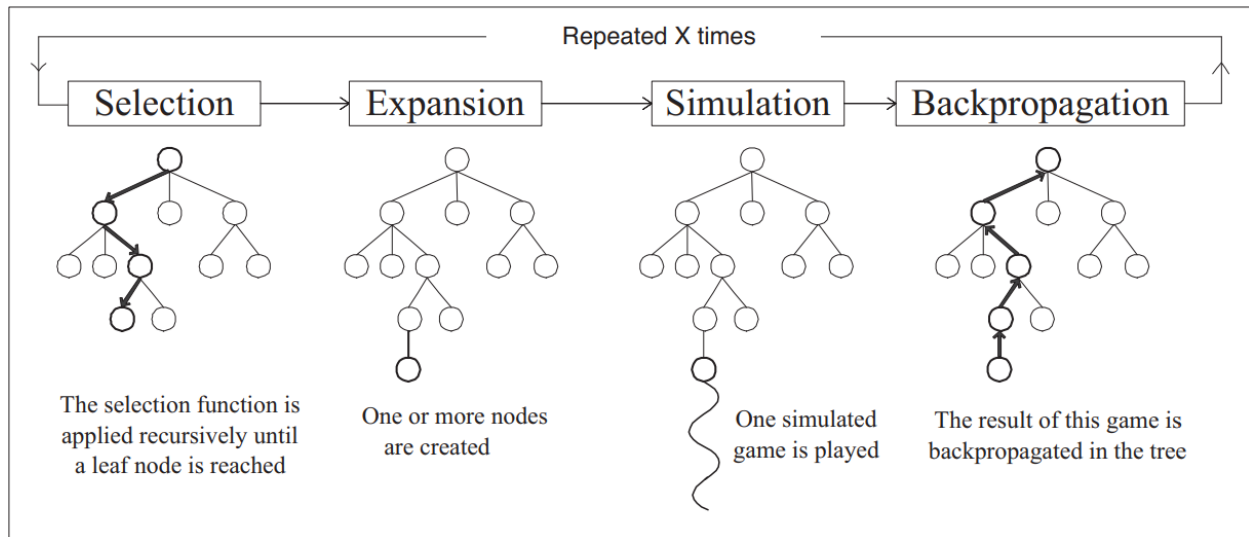 Repeated X times
Selection
Expansion
Simulation
Backpropagation
The selection function is
applied recursively until
a leaf node is reached
One or more nodes
are created
One simulated
game is played
The result of this game is
backpropagated in the tree